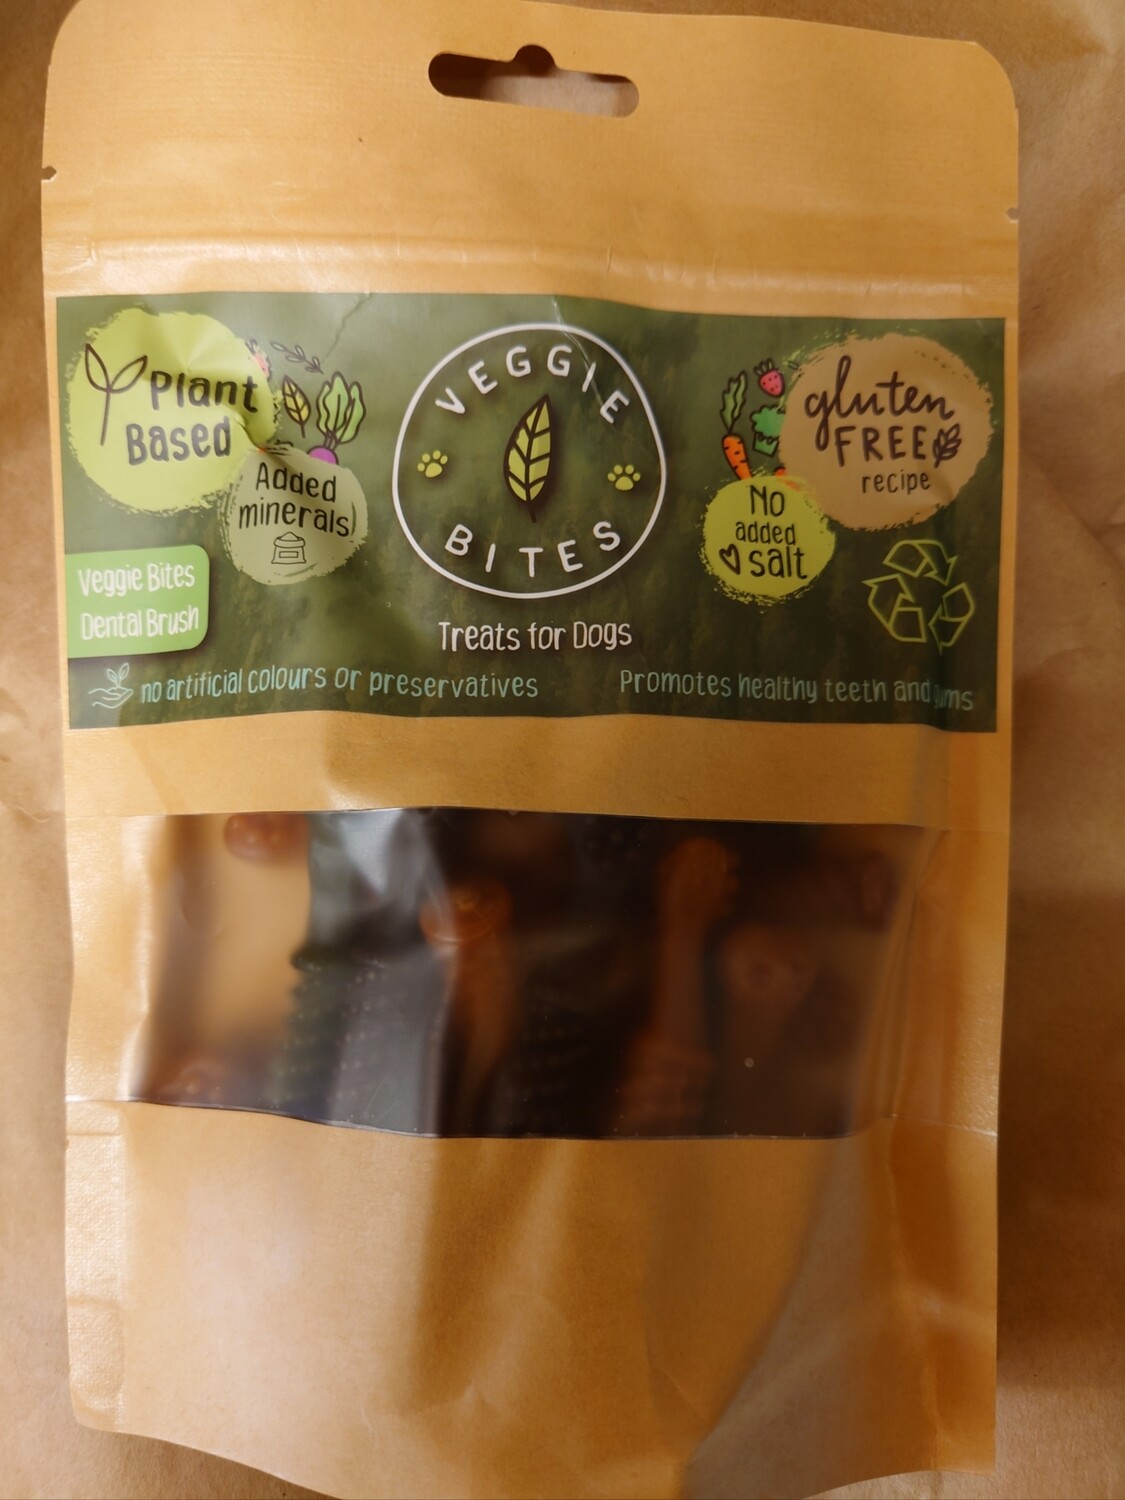 Plant
Based
Added
minerals
VEGGIE
BITES
gluten
FREE
recipe
No
added
salt
Veggie Bites
Dental Brush
Treats for Dogs
no artificial colours or preservatives
Promotes healthy teeth and gums